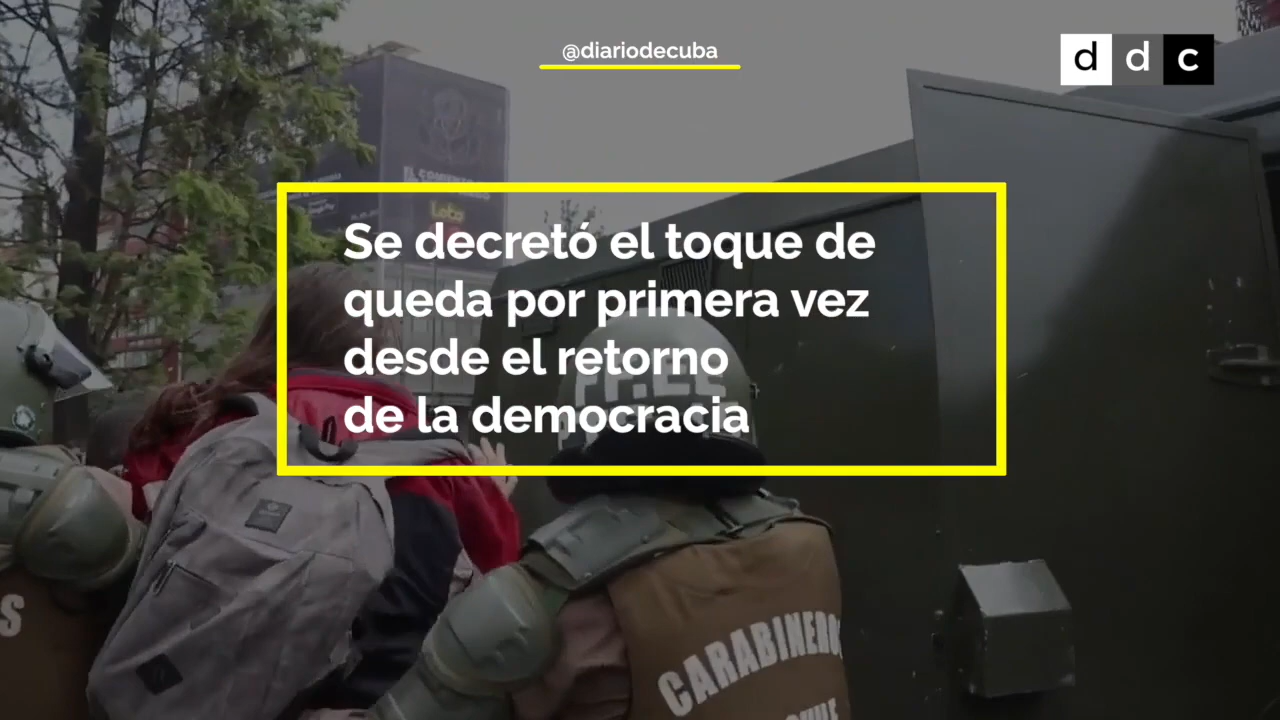 @diariodecuba
d d c
Se decretó el toque de
queda por primera vez
desde el retorno
de la democracia
CARABINEROS